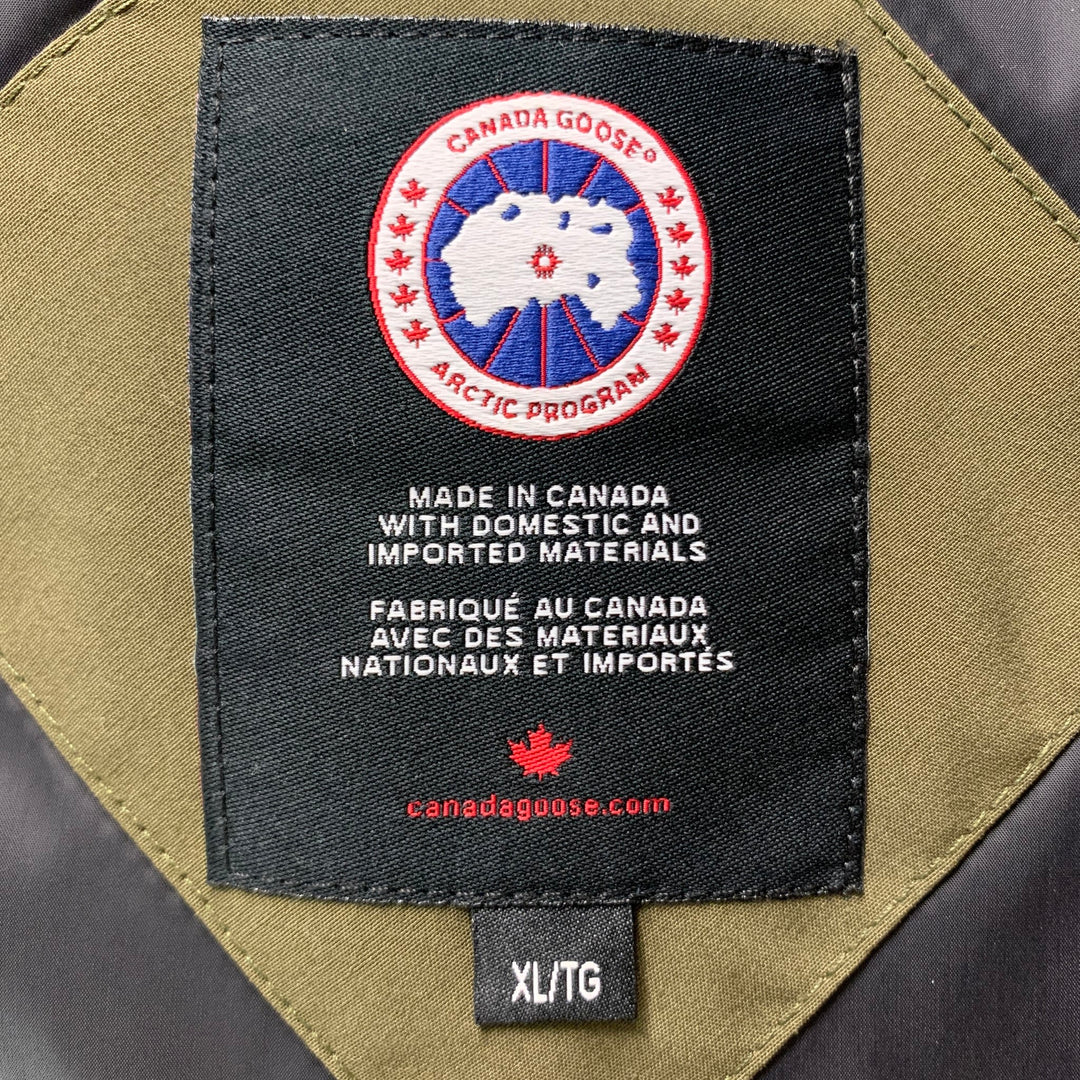 CANADA GOOSE®
ARCTIC PROGRAM
MADE IN CANADA
WITH DOMESTIC AND
IMPORTED MATERIALS
FABRIQUÉ AU CANADA
AVEC DES MATERIAUX
NATIONAUX ET IMPORTÉS
canadagoose.com
XL/TG